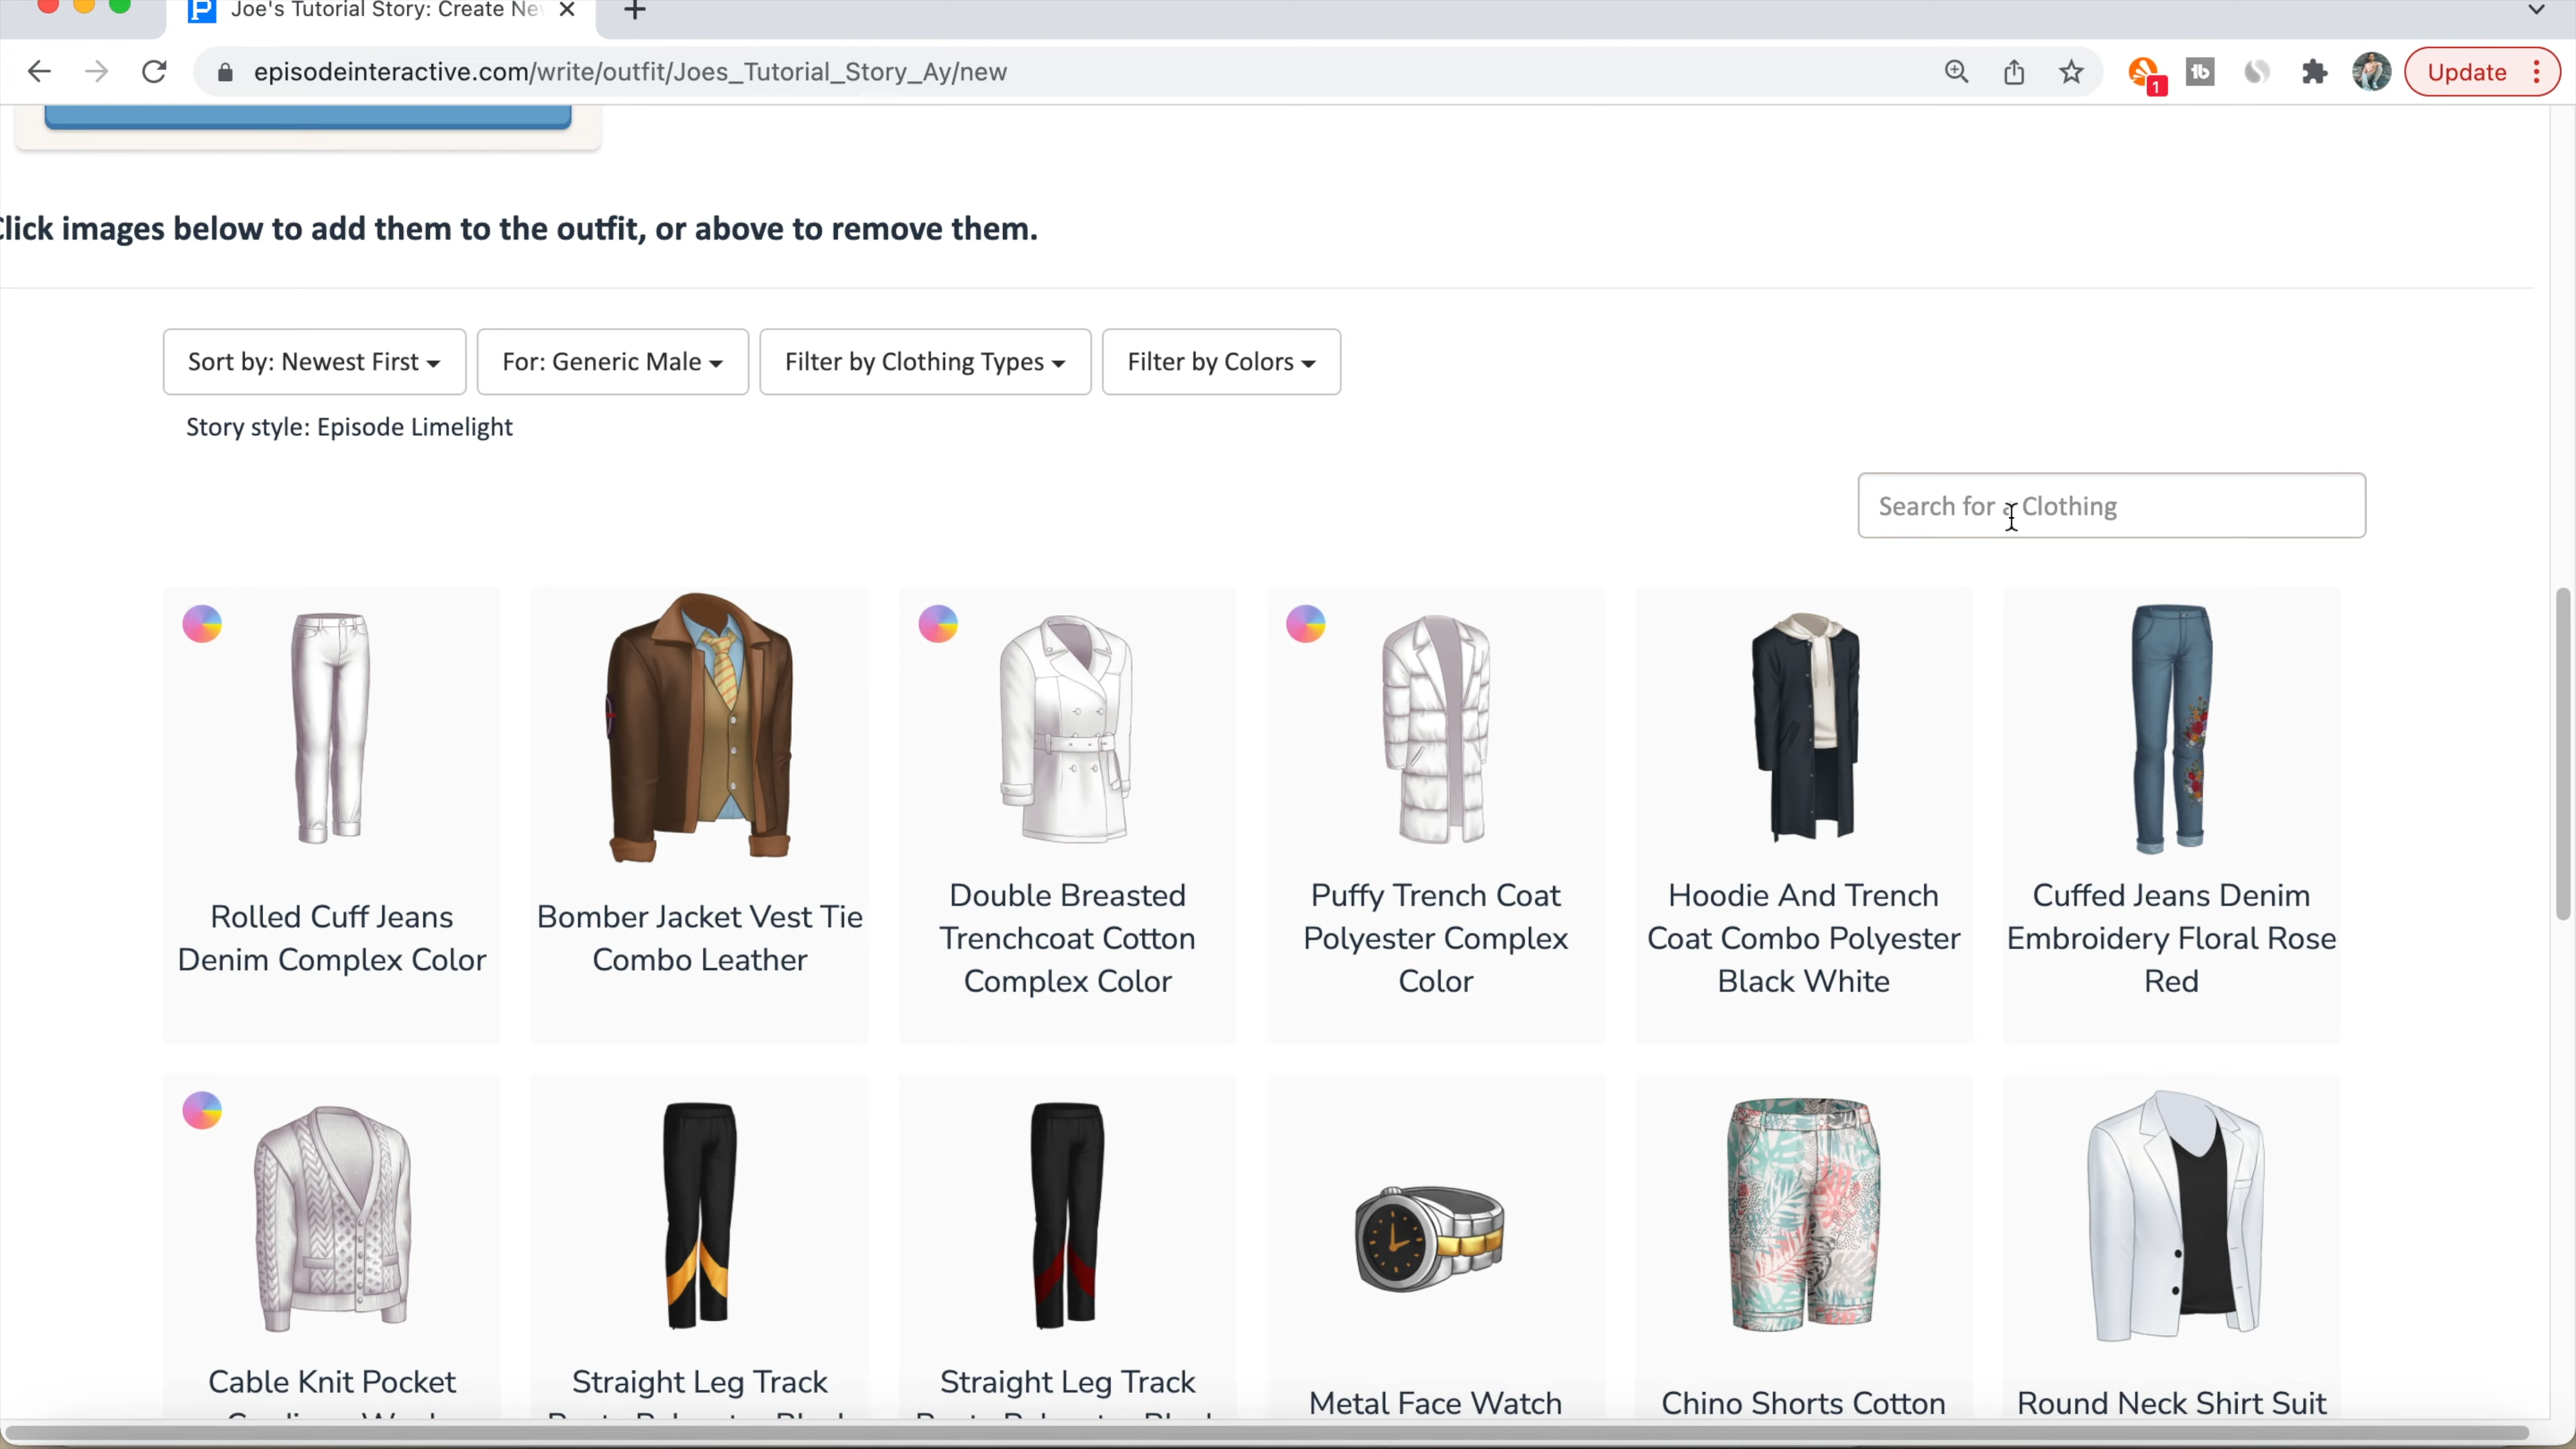 Joe's Tutorial Story: Create Ne
episodeinteractive.com/write/outfit/Joes_Tutorial_Story_Ay/new
1
tb
Update
Click images below to add them to the outfit, or above to remove them.
Sort by: Newest First
For: Generic Male
Filter by Clothing Types
Filter by Colors
Story style: Episode Limelight
Search for a Clothing
Rolled Cuff Jeans
Denim Complex Color
Bomber Jacket Vest Tie
Combo Leather
Double Breasted
Trenchcoat Cotton
Complex Color
Puffy Trench Coat
Polyester Complex
Color
Hoodie And Trench
Coat Combo Polyester
Black White
Cuffed Jeans Denim
Embroidery Floral Rose
Red
Cable Knit Pocket
Straight Leg Track
Straight Leg Track
Metal Face Watch
Chino Shorts Cotton
Round Neck Shirt Suit